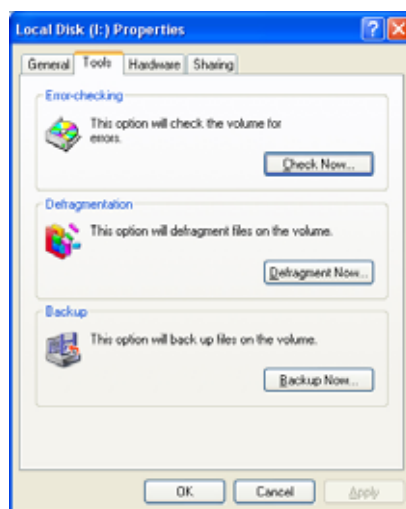 Local Disk (I:) Properties
General Tools Hardware Sharing
Error-checking
This option will check the volume for
errors.
Check Now...
Defragmentation
This option will defragment files on the volume.
Defragment Now...
Backup
This option will back up files on the volume.
Backup Now...
OK Cancel Apply